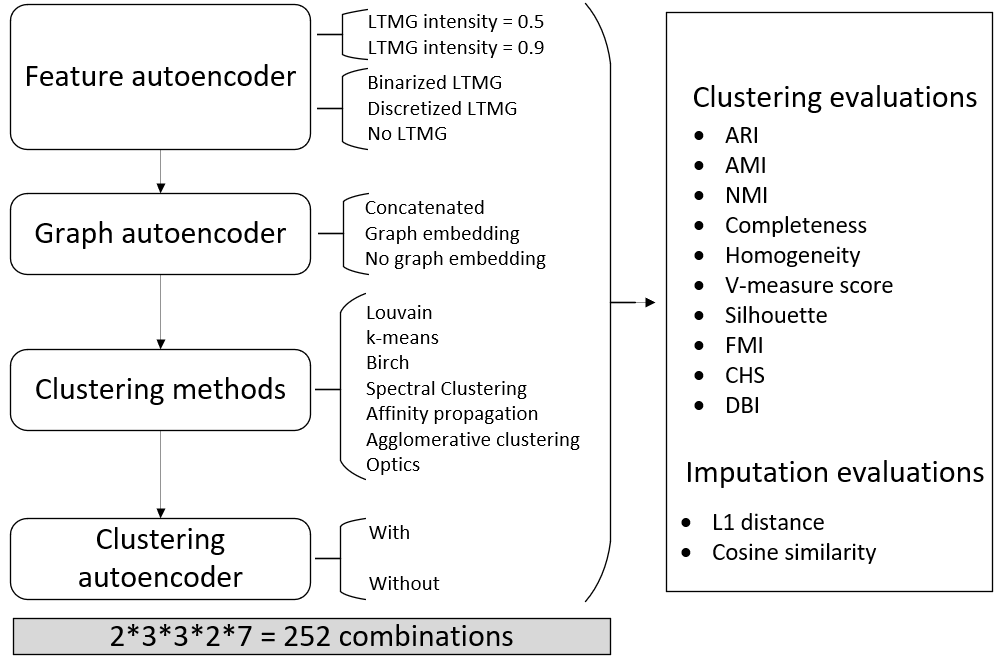 Feature autoencoder
LTMG intensity = 0.5
LTMG intensity = 0.9
Binarized LTMG
Discretized LTMG
No LTMG
Graph autoencoder
Concatenated
Graph embedding
No graph embedding
Clustering methods
Louvain
k-means
Birch
Spectral Clustering
Affinity propagation
Agglomerative clustering
Optics
Clustering
autoencoder
With
Without
2*3*3*2*7 = 252 combinations
Clustering evaluations
• ARI
• AMI
• NMI
• Completeness
• Homogeneity
• V-measure score
• Silhouette
• FMI
• CHS
• DBI
Imputation evaluations
• L1 distance
• Cosine similarity